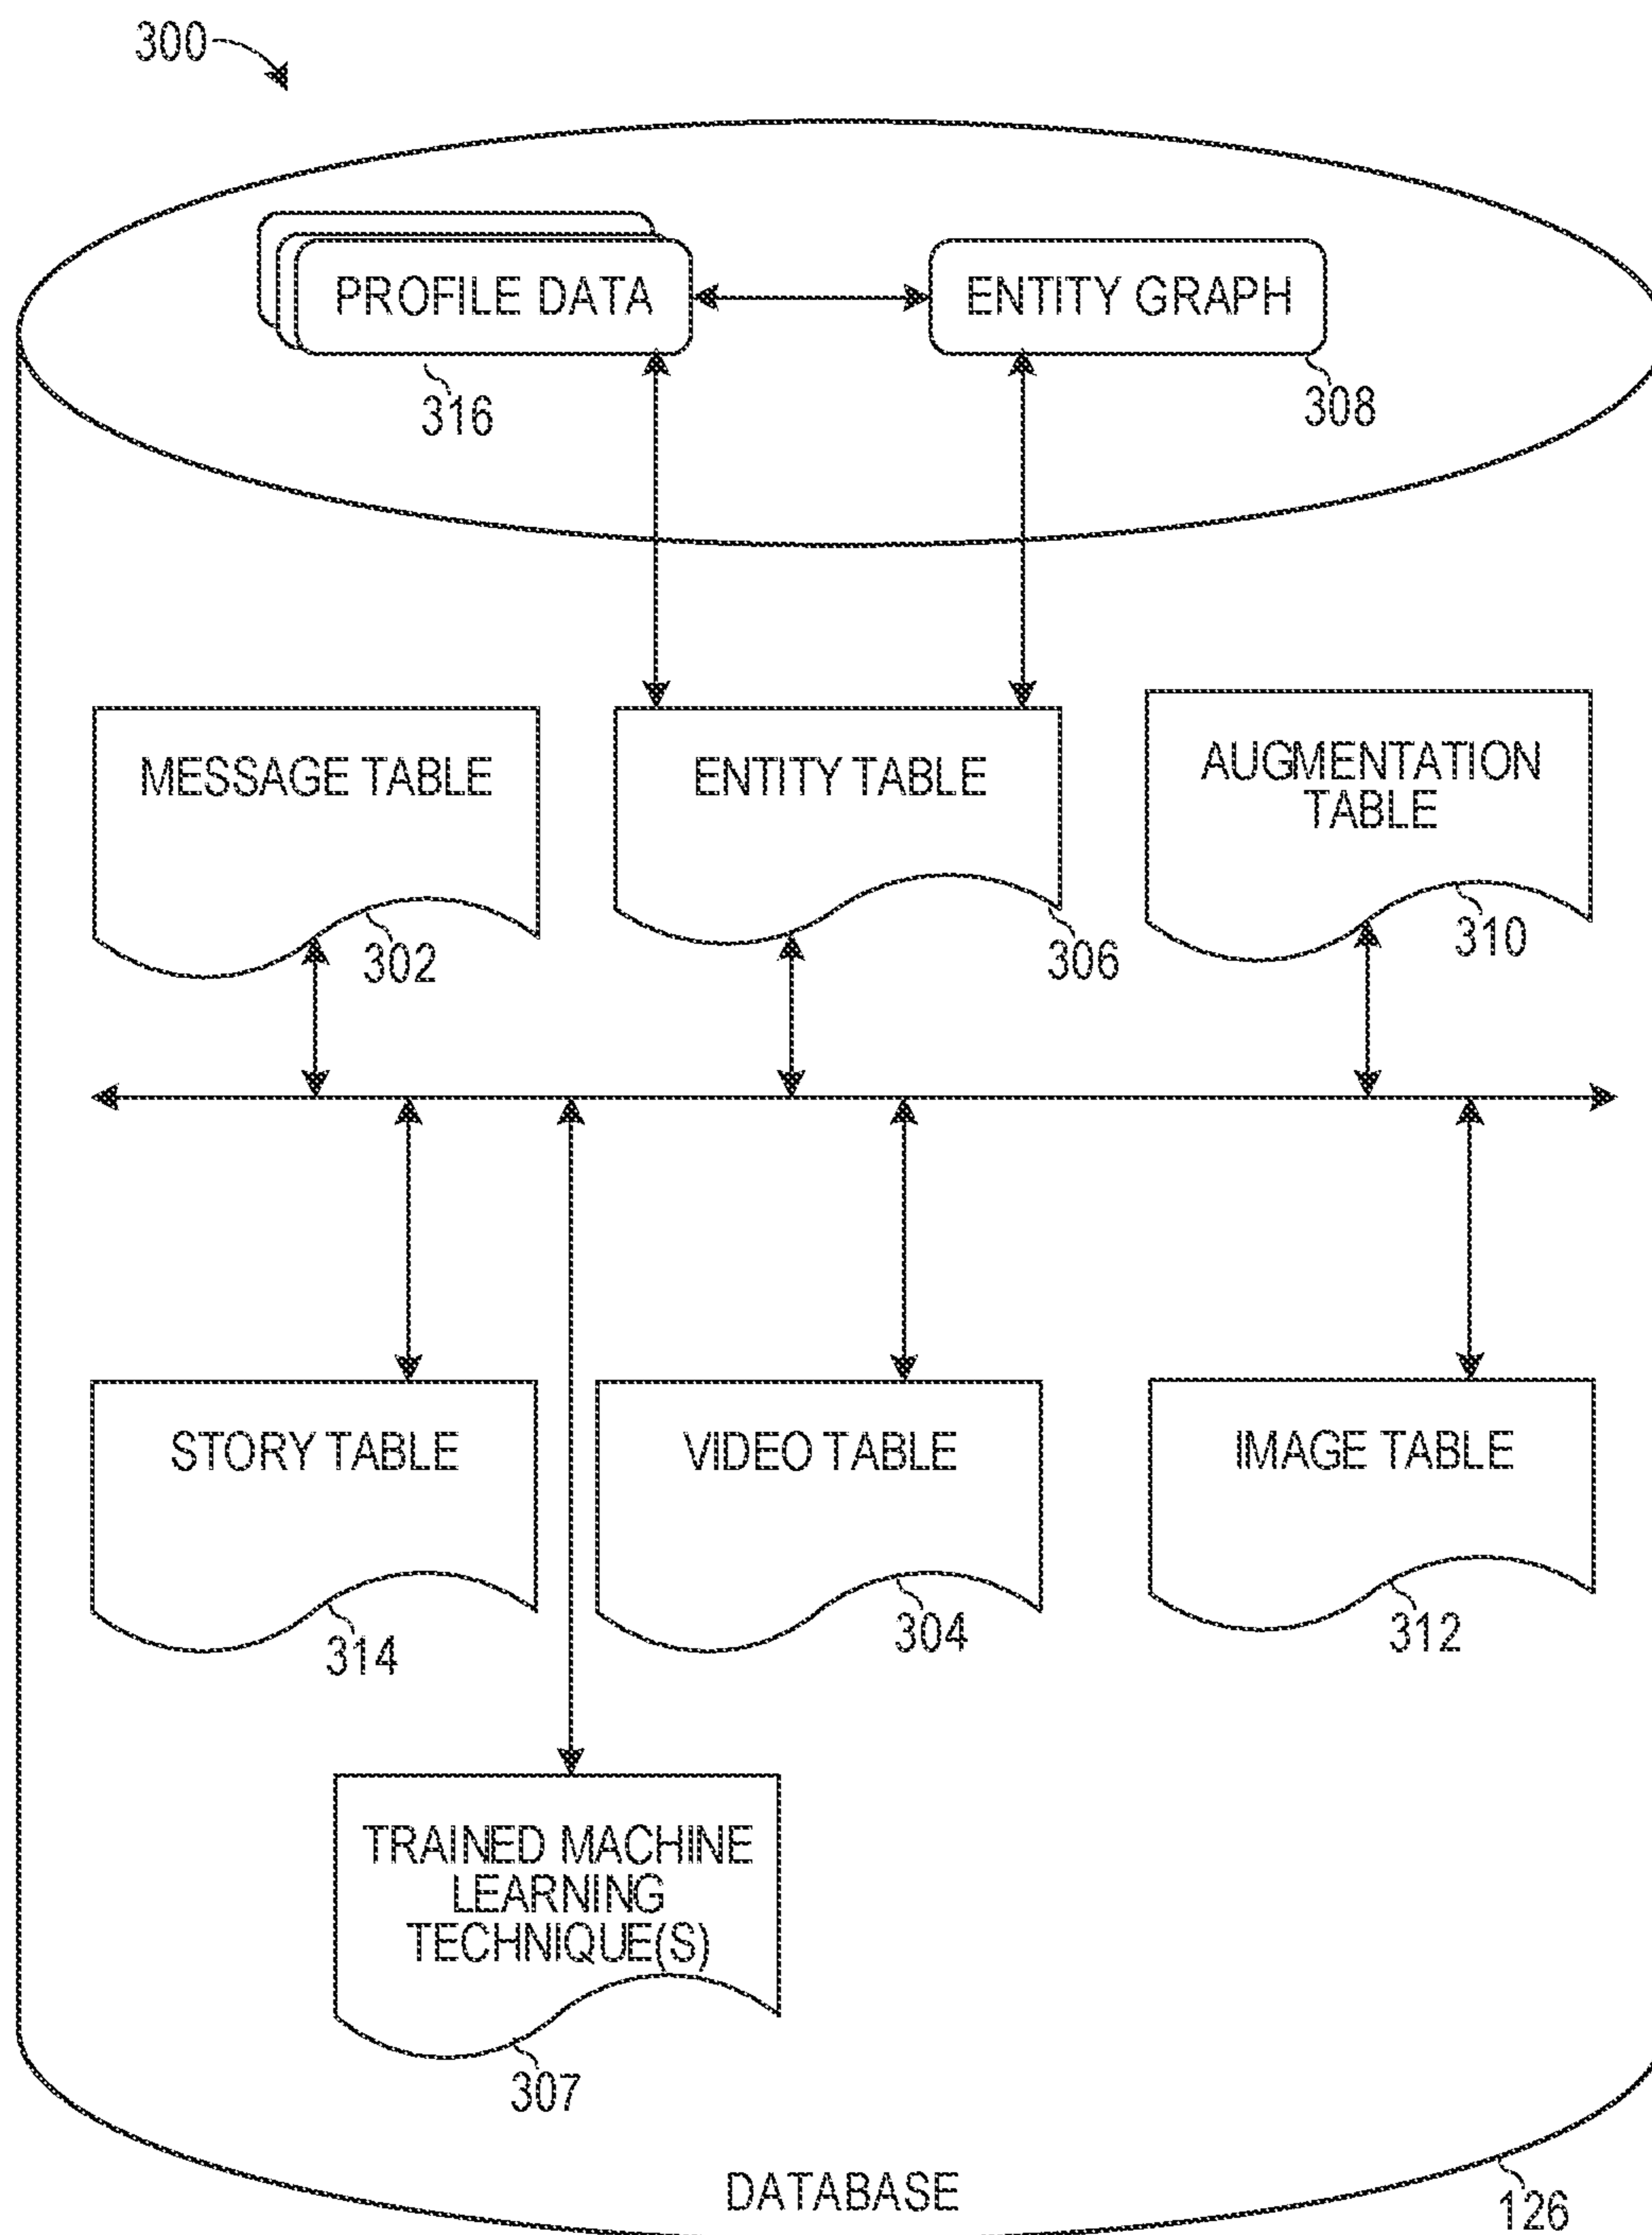 300
PROFILE DATA
ENTITY GRAPH
316
308
MESSAGE TABLE
ENTITY TABLE
AUGMENTATION
TABLE
302
306
310
STORY TABLE
VIDEO TABLE
IMAGE TABLE
314
304
312
TRAINED MACHINE
LEARNING
TECHNIQUE(S)
307
DATABASE
126